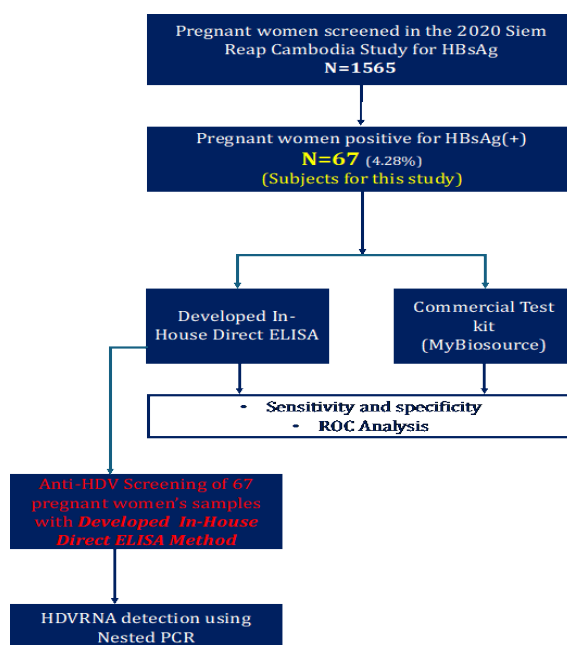 Pregnant women screened in the 2020 Siem
Reap Cambodia Study for HBsAg
N=1565
Pregnant women positive for HBsAg(+)
N=67 (4.28%)
(Subjects for this study)
Developed In-
House Direct ELISA
Commercial Test
kit
(MyBiosource)
• Sensitivity and specificity
• ROC Analysis
Anti-HDV Screening of 67
pregnant women's samples
with Developed In-House
Direct ELISA Method
HDVRNA detection using
Nested PCR